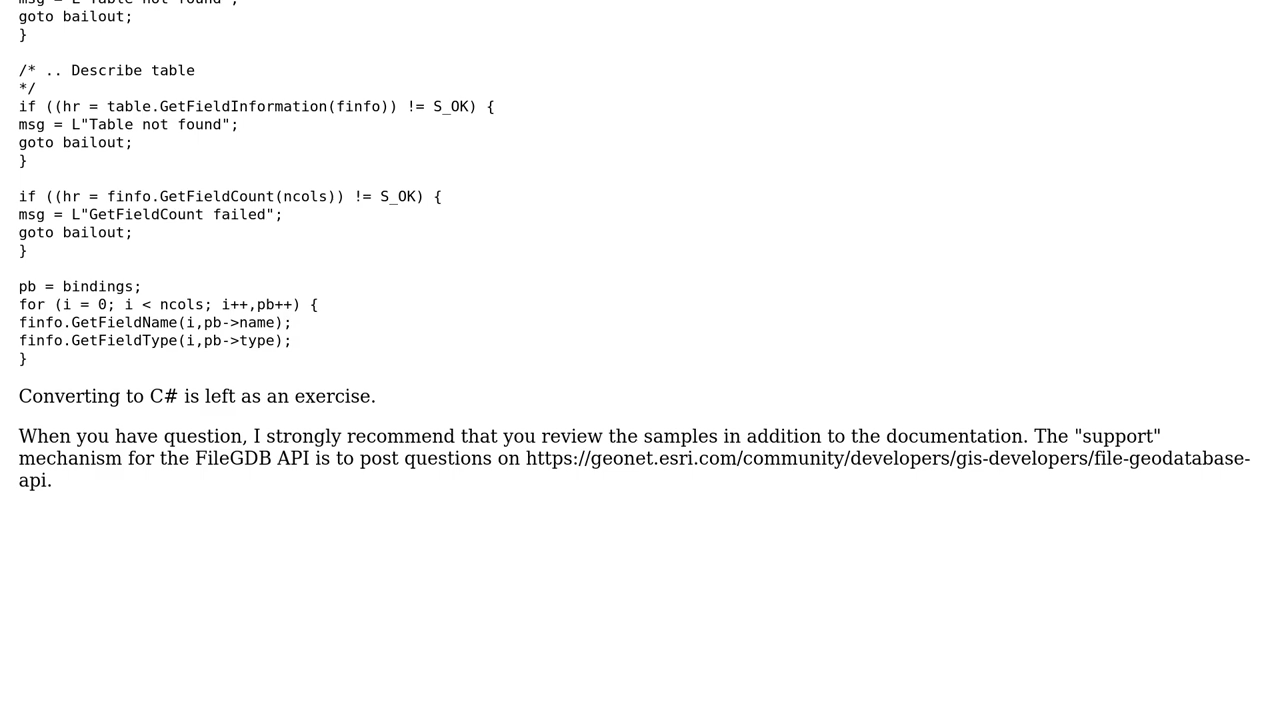 msg = L"Table not found";
goto bailout;
}
/* .. Describe table
*/
if ((hr = table.GetFieldInformation(finfo)) != S_OK) {
msg = L"Table not found";
goto bailout;
}
if ((hr = finfo.GetFieldCount(ncols)) != S_OK) {
msg = L"GetFieldCount failed";
goto bailout;
}
pb = bindings;
for (i = 0; i < ncols; i++,pb++) {
finfo.GetFieldName(i,pb->name);
finfo.GetFieldType(i,pb->type);
}
Converting to C# is left as an exercise.
When you have question, I strongly recommend that you review the samples in addition to the documentation. The "support"
mechanism for the FileGDB API is to post questions on https://geonet.esri.com/community/developers/gis-developers/file-geodatabase-
api.